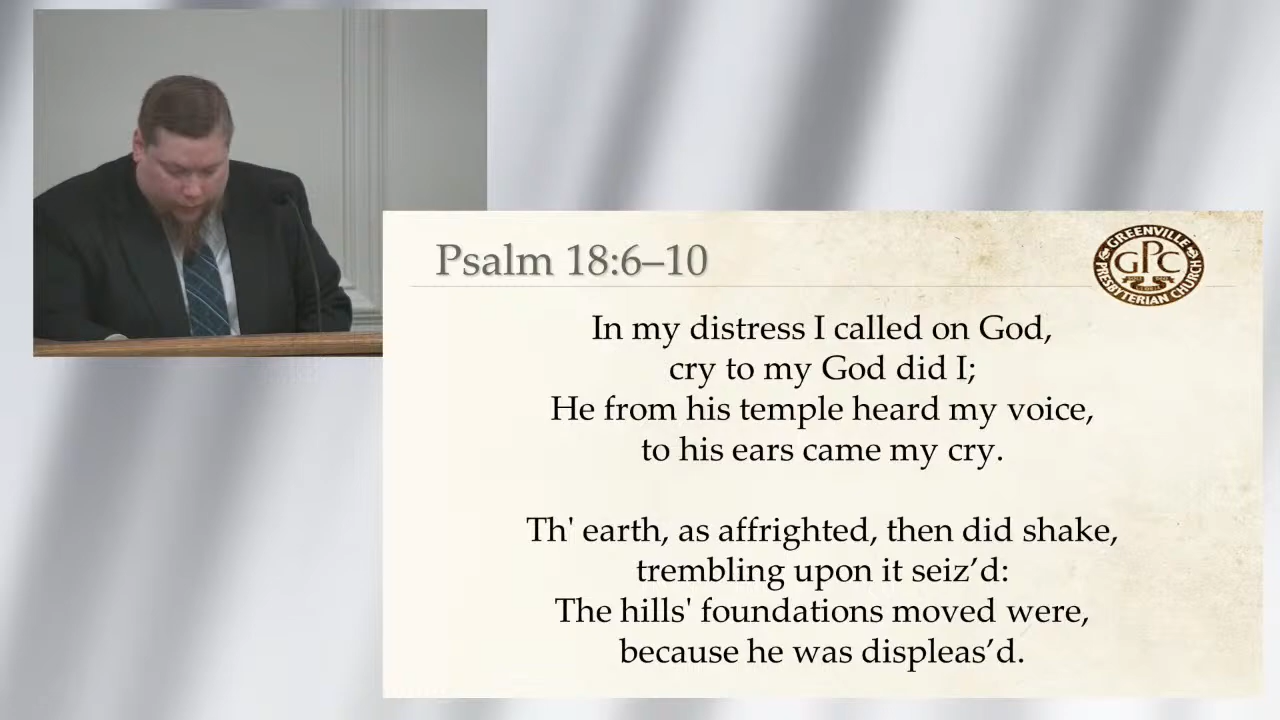 Psalm 18:6–10
GREENVILLE
GPC
PRESBYTERIAN CHURCH
In my distress I called on God,
cry to my God did I;
He from his temple heard my voice,
to his ears came my cry.
Th' earth, as affrighted, then did shake,
trembling upon it seiz’d:
The hills' foundations moved were,
because he was displeas’d.